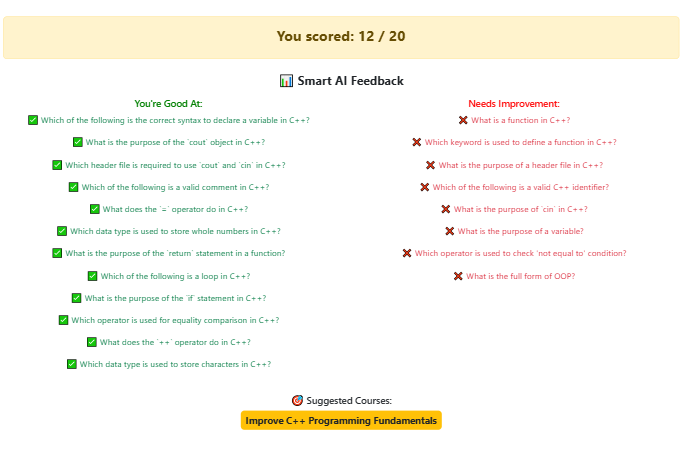 You scored: 12 / 20
📊 Smart AI Feedback
You're Good At:
✅ Which of the following is the correct syntax to declare a variable in C++?
✅ What is the purpose of the `cout` object in C++?
✅ Which header file is required to use `cout` and `cin` in C++?
✅ Which of the following is a valid comment in C++?
✅ What does the `=` operator do in C++?
✅ Which data type is used to store whole numbers in C++?
✅ What is the purpose of the `return` statement in a function?
✅ Which of the following is a loop in C++?
✅ What is the purpose of the `if` statement in C++?
✅ Which operator is used for equality comparison in C++?
✅ What does the `++` operator do in C++?
✅ Which data type is used to store characters in C++?
Needs Improvement:
❌ What is a function in C++?
❌ Which keyword is used to define a function in C++?
❌ What is the purpose of a header file in C++?
❌ Which of the following is a valid C++ identifier?
❌ What is the purpose of `cin` in C++?
❌ What is the purpose of a variable?
❌ Which operator is used to check 'not equal to' condition?
❌ What is the full form of OOP?
🎯 Suggested Courses:
Improve C++ Programming Fundamentals